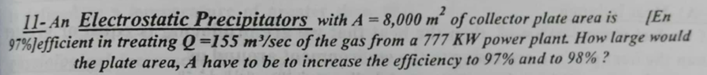 11- An Electrostatic Precipitators with A = 8,000 m² of collector plate area is [En
97%]efficient in treating Q =155 m³/sec of the gas from a 777 KW power plant. How large would
the plate area, A have to be to increase the efficiency to 97% and to 98% ?